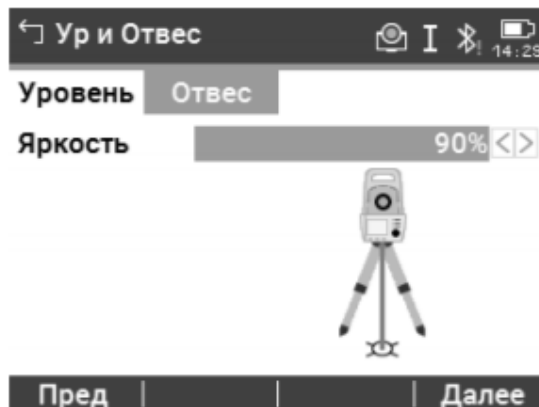 Ур и Отвес
I
14:29
Уровень Отвес
Яркость 90%
Пред Далее